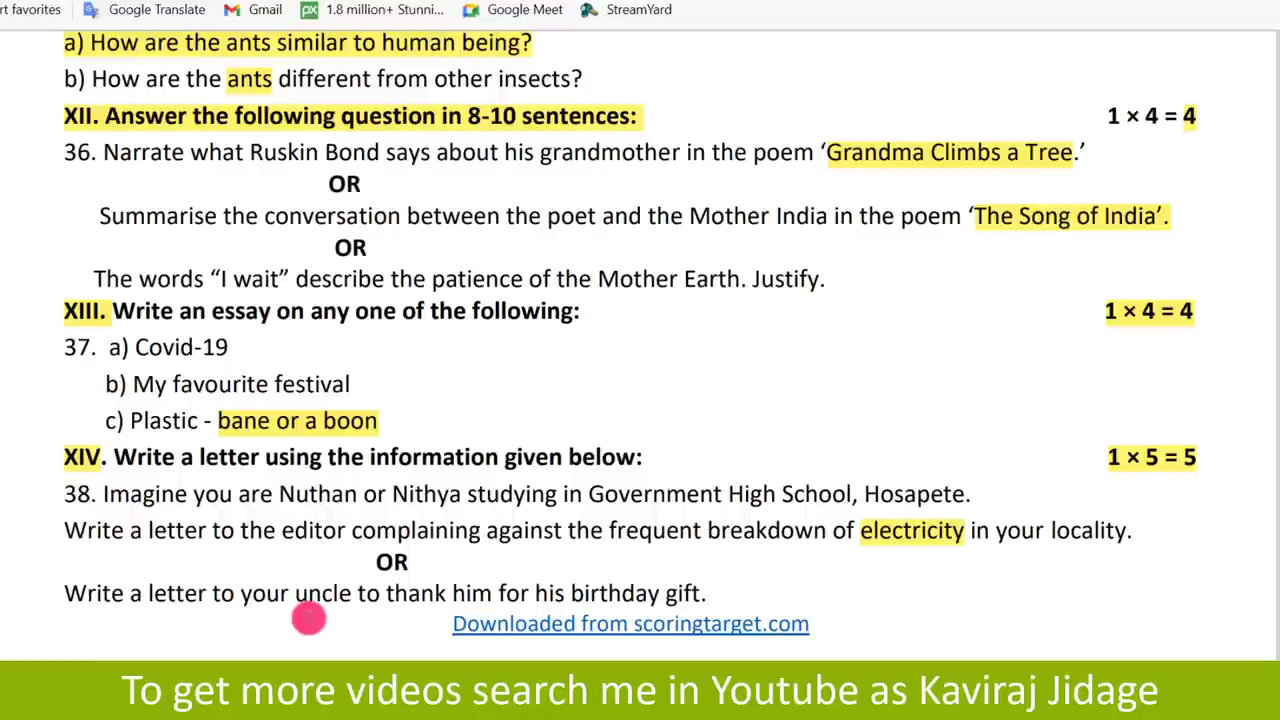 rt favorites Google Translate Gmail 1.8 million+ Stunni... Google Meet StreamYard
a) How are the ants similar to human being?
b) How are the ants different from other insects?
XII. Answer the following question in 8-10 sentences: 1 × 4 = 4
36. Narrate what Ruskin Bond says about his grandmother in the poem ‘Grandma Climbs a Tree.’
OR
Summarise the conversation between the poet and the Mother India in the poem ‘The Song of India’.
OR
The words “I wait” describe the patience of the Mother Earth. Justify.
XIII. Write an essay on any one of the following: 1 × 4 = 4
37. a) Covid-19
b) My favourite festival
c) Plastic - bane or a boon
XIV. Write a letter using the information given below: 1 × 5 = 5
38. Imagine you are Nuthan or Nithya studying in Government High School, Hosapete.
Write a letter to the editor complaining against the frequent breakdown of electricity in your locality.
OR
Write a letter to your uncle to thank him for his birthday gift.
Downloaded from scoringtarget.com
To get more videos search me in Youtube as Kaviraj Jidage